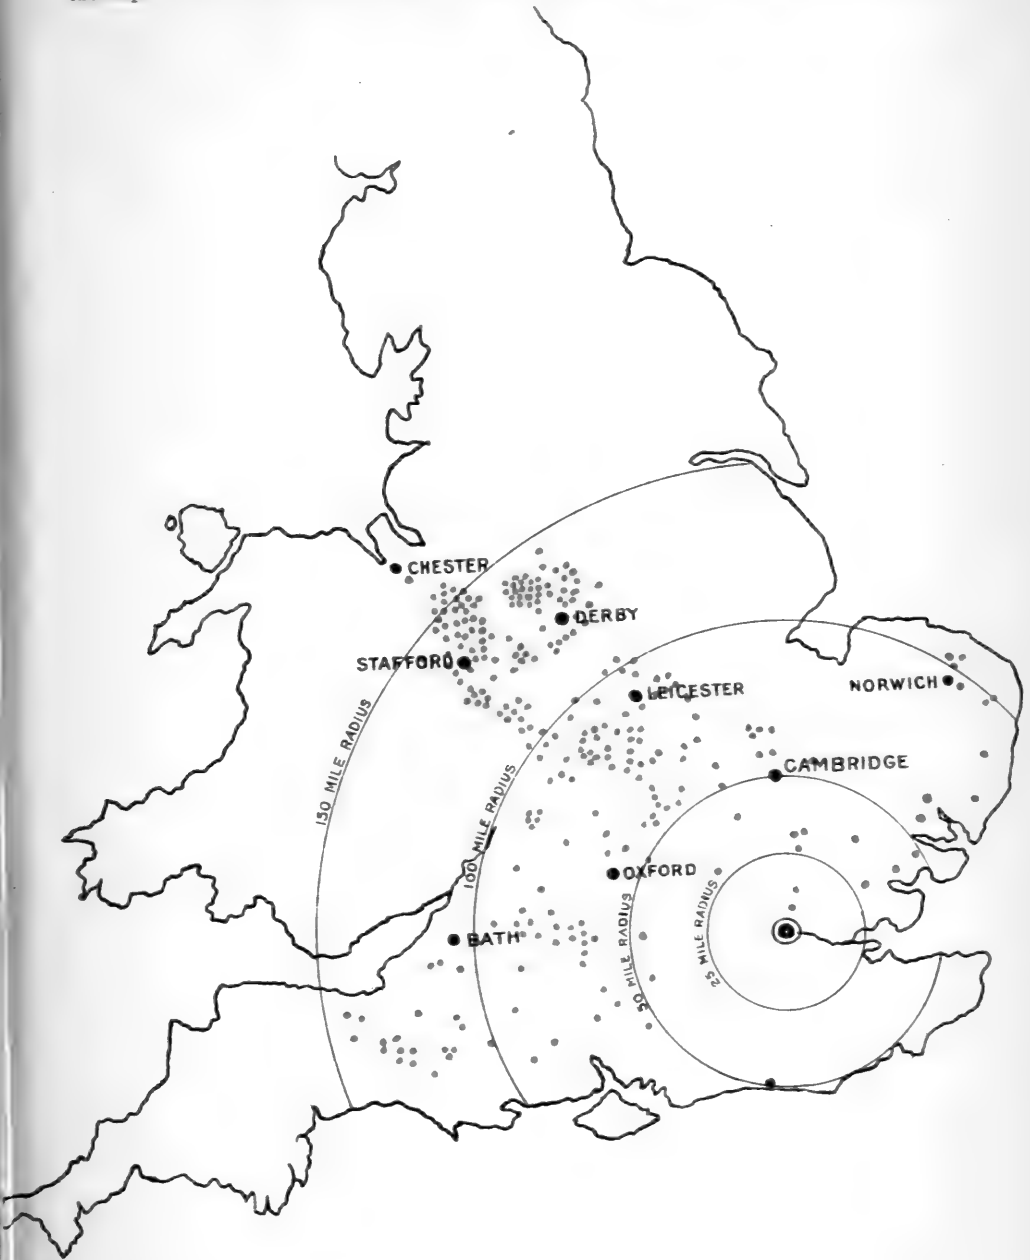 CHESTER
DERBY
STAFFORD
LEICESTER
NORWICH
150 MILE RADIUS
CAMBRIDGE
100 MILE RADIUS
OXFORD
50 MILE RADIUS
25 MILE RADIUS
BATH